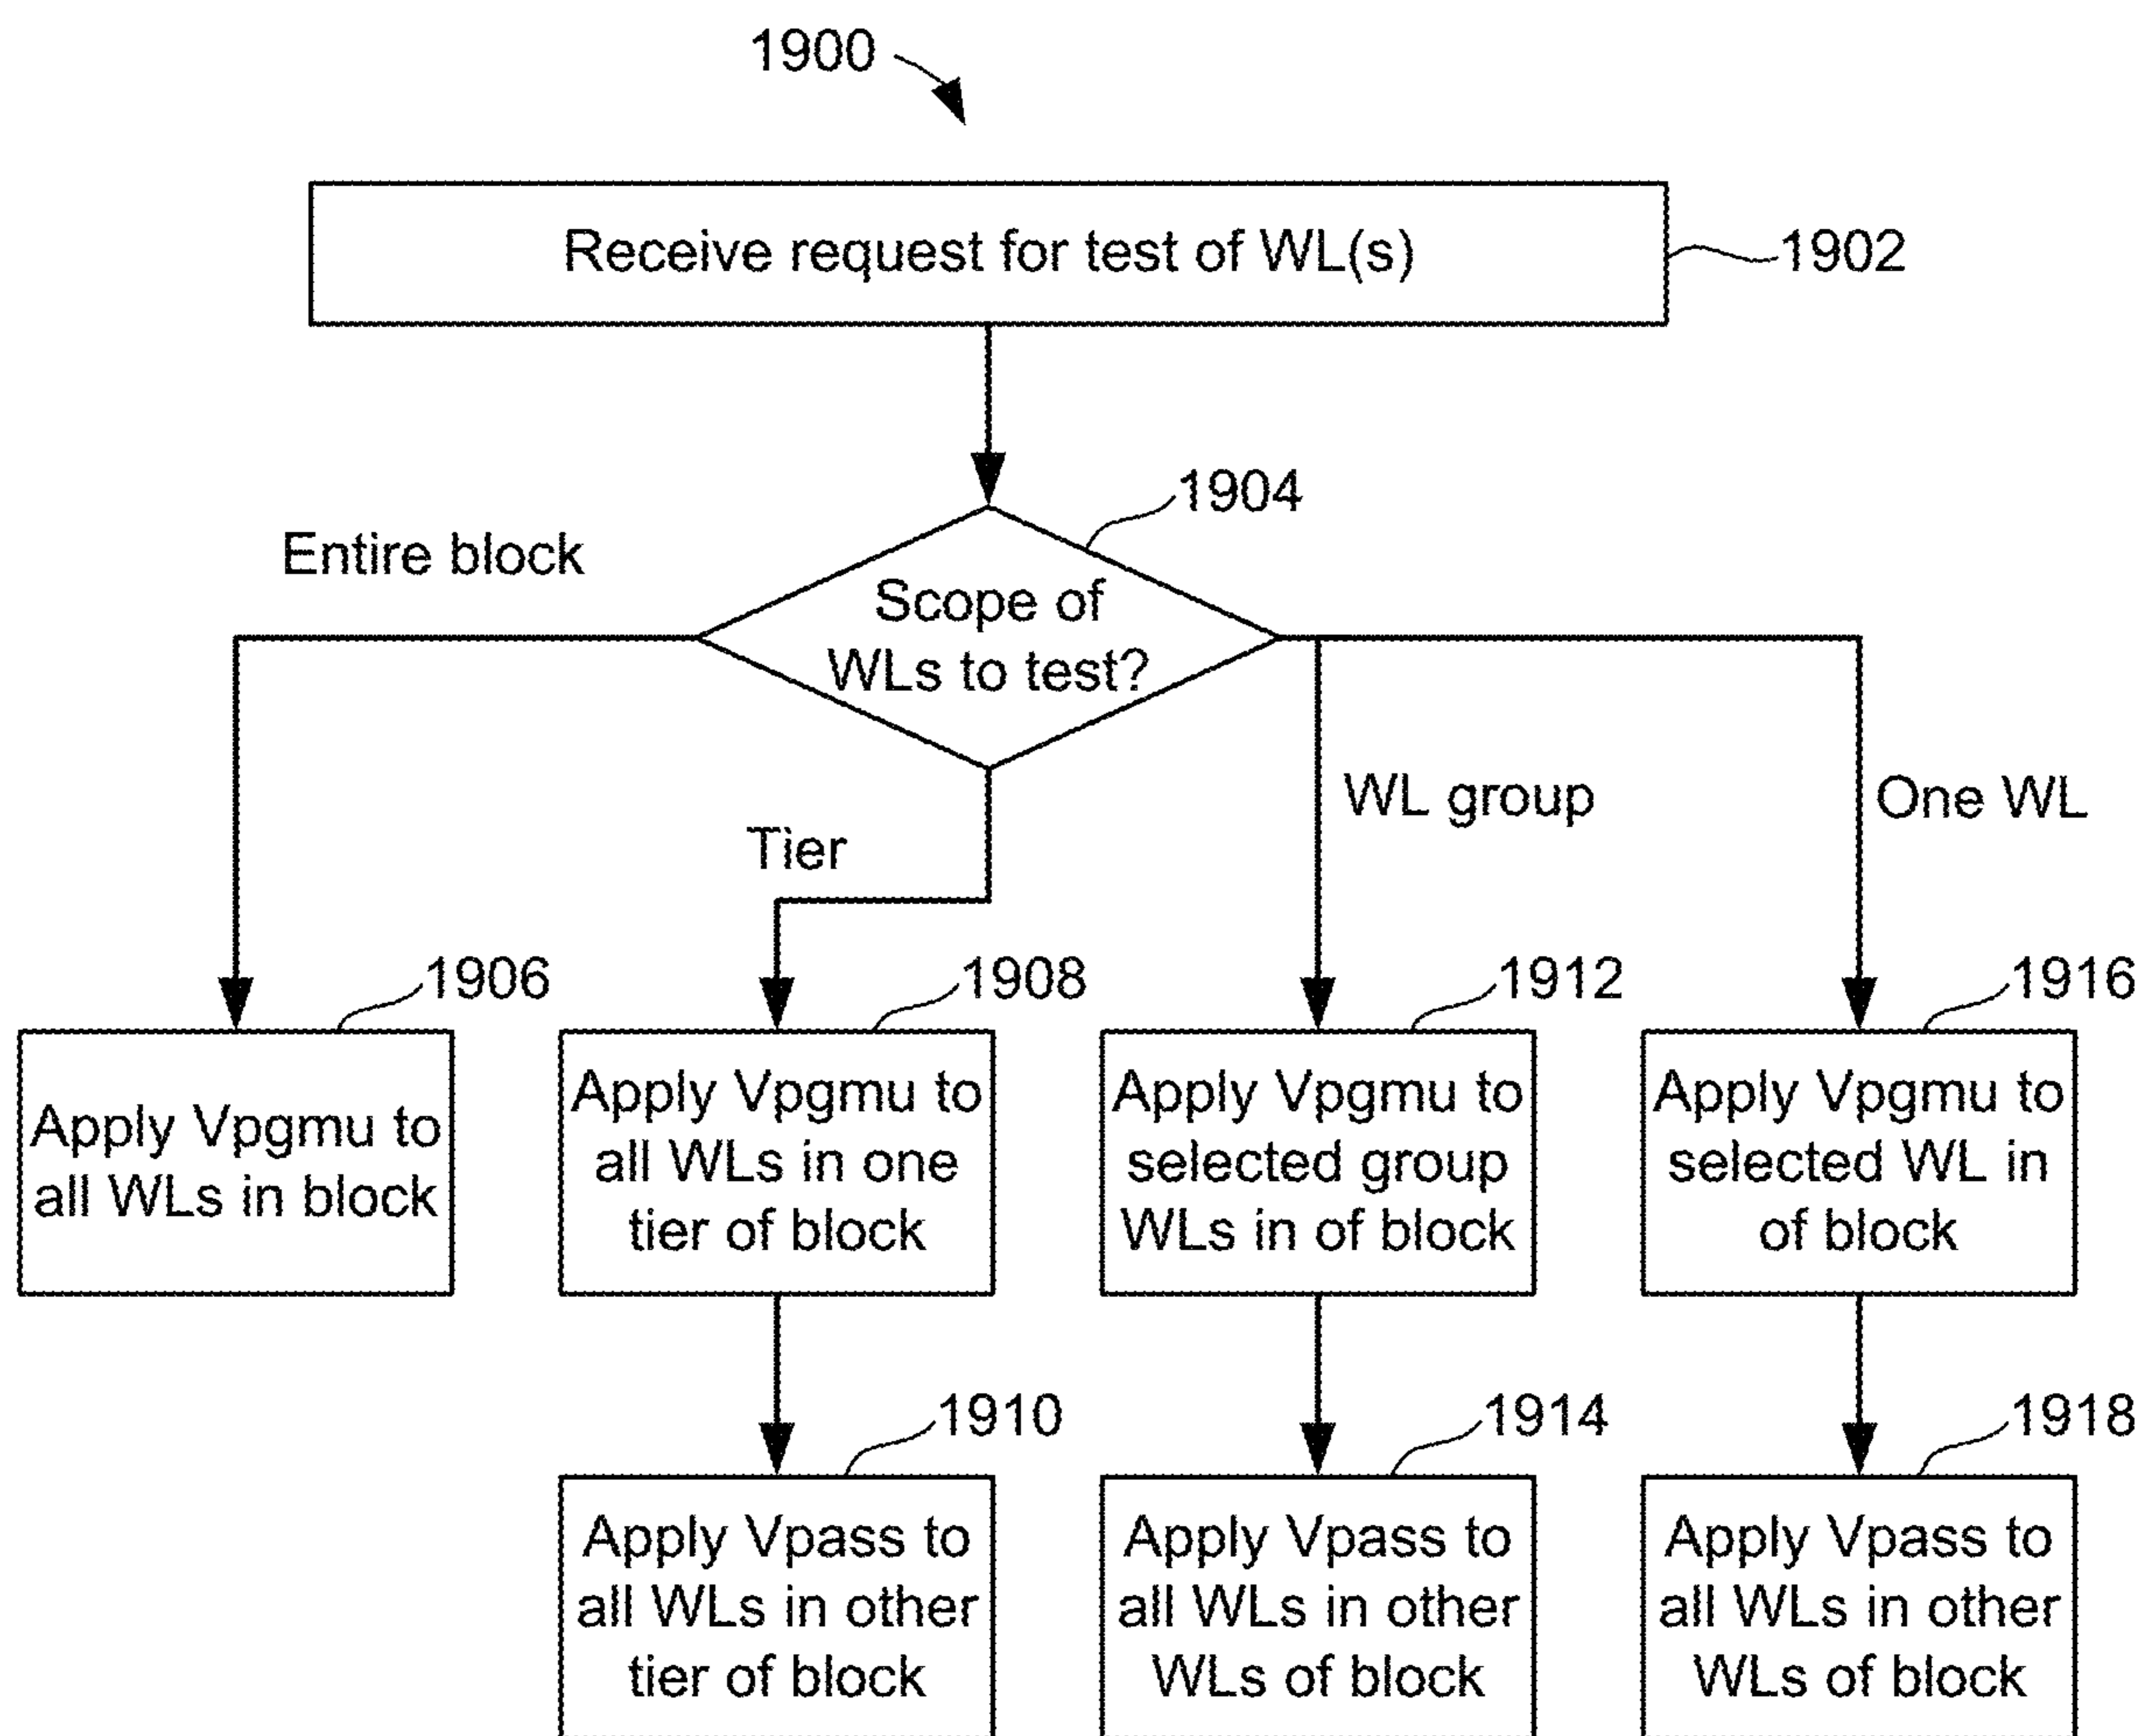 1900
Receive request for test of WL(s)
1902
1904
Entire block
Scope of
WLs to test?
WL group
One WL
Tier
1906
1908
1912
1916
Apply Vpgmu to
all WLs in block
Apply Vpgmu to
all WLs in one
tier of block
Apply Vpgmu to
selected group
WLs in of block
Apply Vpgmu to
selected WL in
of block
1910
1914
1918
Apply Vpass to
all WLs in other
tier of block
Apply Vpass to
all WLs in other
WLs of block
Apply Vpass to
all WLs in other
WLs of block